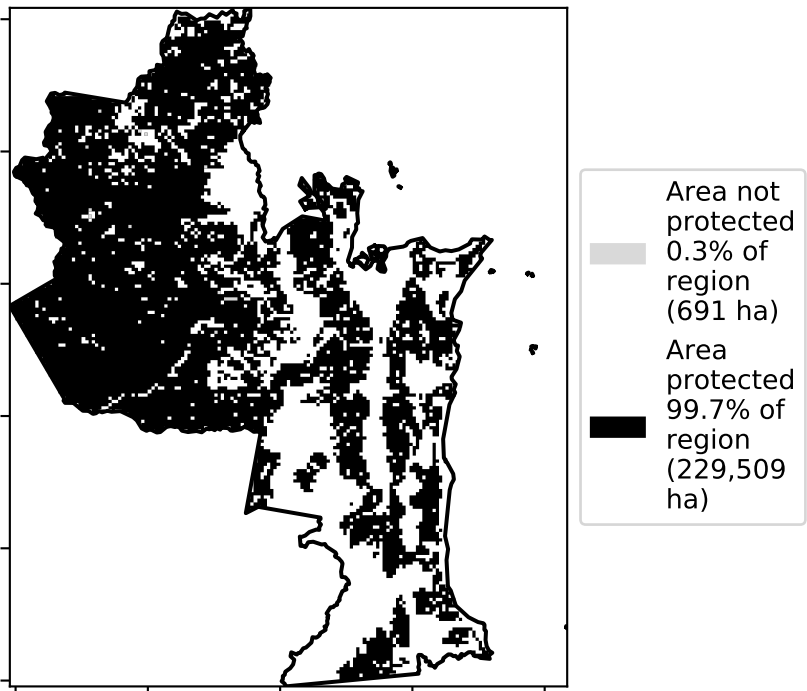 Area not
protected
0.3% of
region
(691 ha)
Area
protected
99.7% of
region
(229,509
ha)